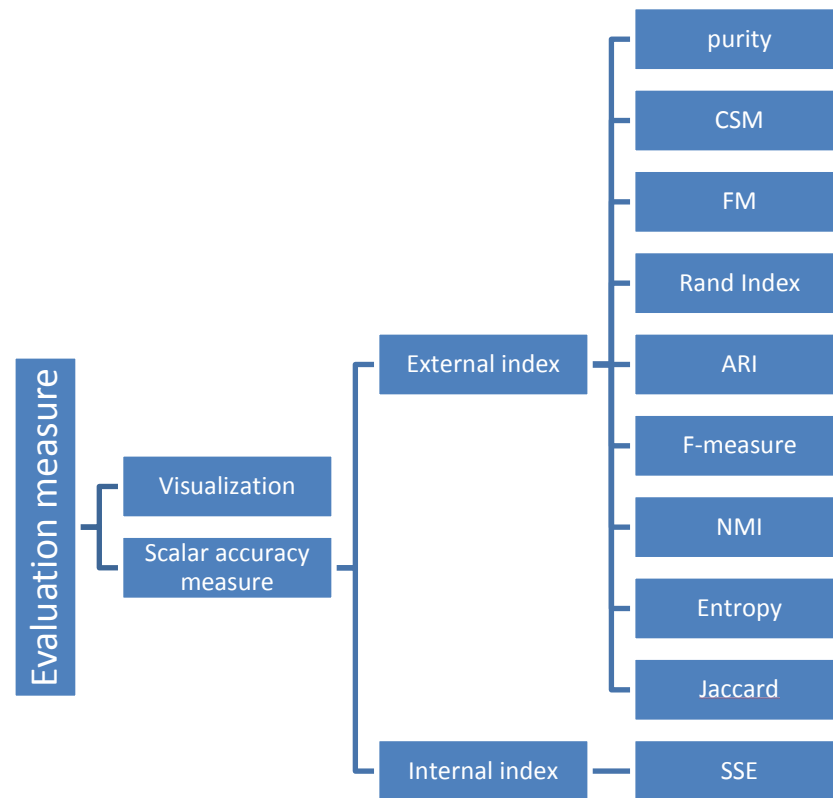 Evaluation measure
Visualization
Scalar accuracy
measure
External index
purity
CSM
FM
Rand Index
ARI
F-measure
NMI
Entropy
Jaccard
Internal index
SSE